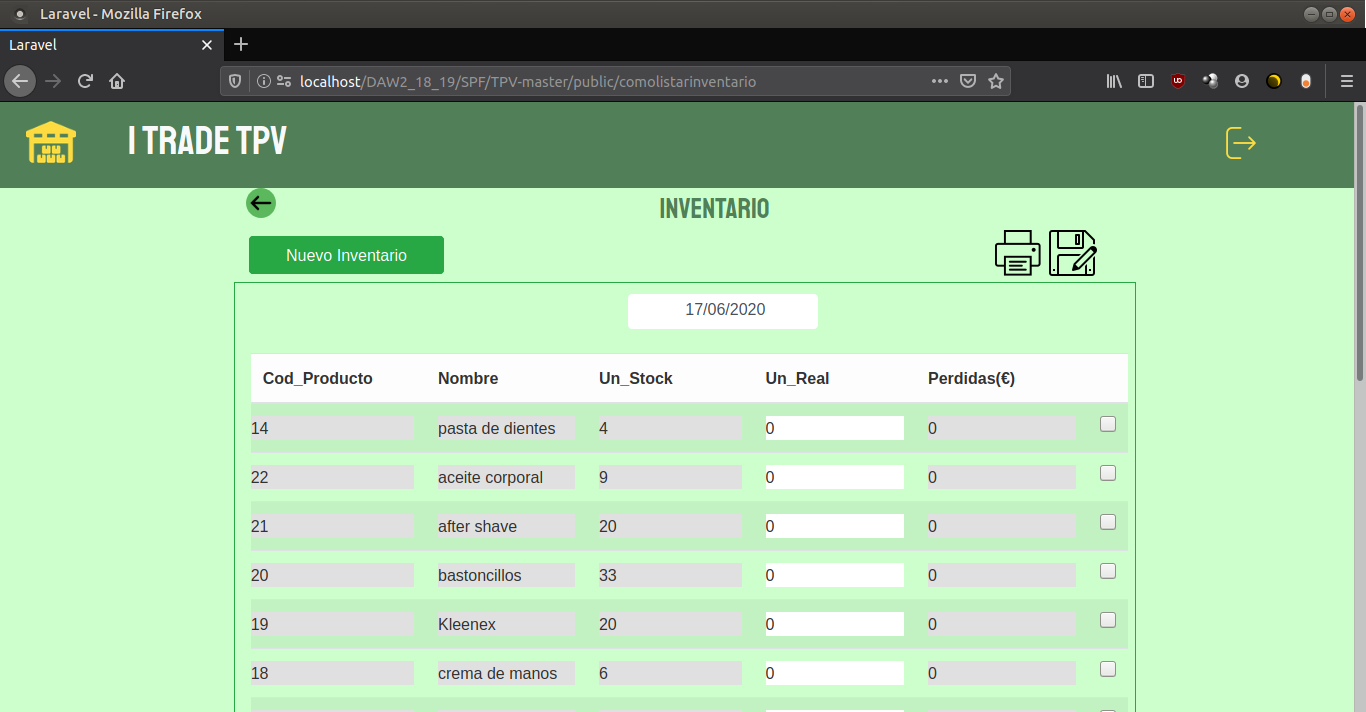 Laravel - Mozilla Firefox
Laravel
localhost/DAW2_18_19/SPF/TPV-master/public/comolistarinventario
I TRADE TPV
INVENTARIO
Nuevo Inventario
17/06/2020
Cod_Producto Nombre Un_Stock Un_Real Perdidas(€)
14 pasta de dientes 4 0 0
22 aceite corporal 9 0 0
21 after shave 20 0 0
20 bastoncillos 33 0 0
19 Kleenex 20 0 0
18 crema de manos 6 0 0